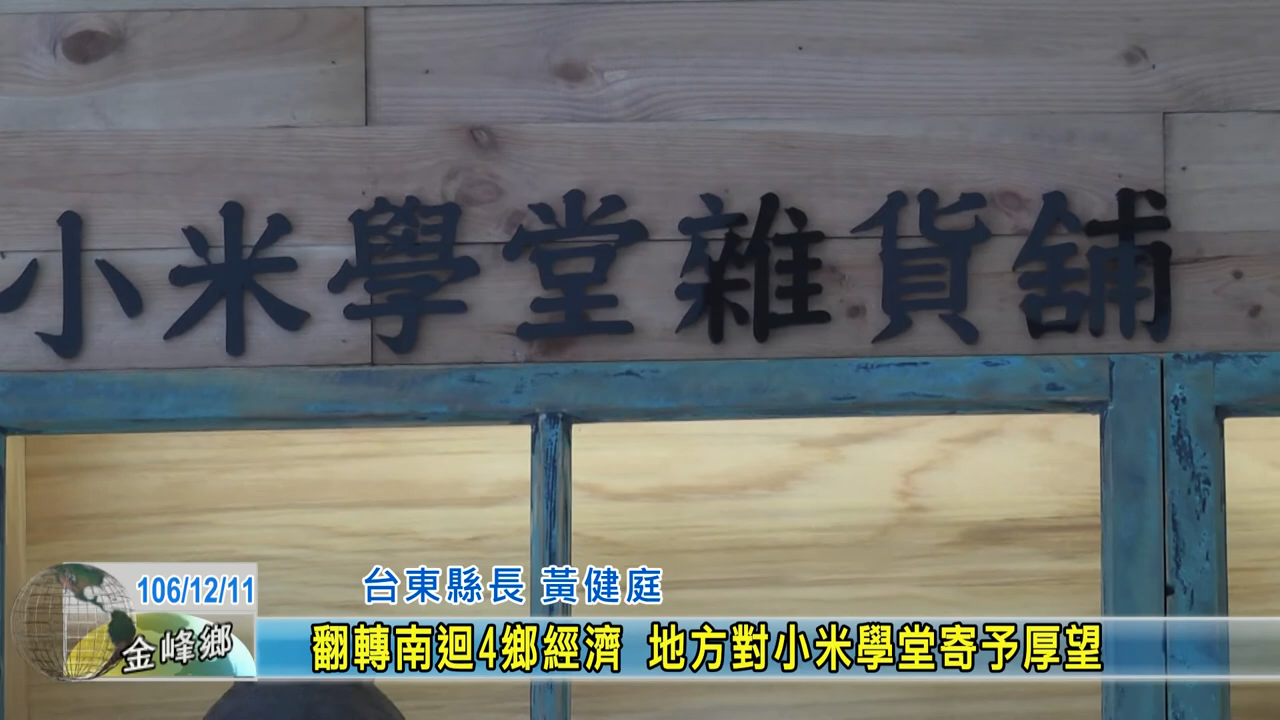 小米學堂雜貨舖
106/12/11
金峰鄉
台東縣長 黃健庭
翻轉南迴4鄉經濟 地方對小米學堂寄予厚望